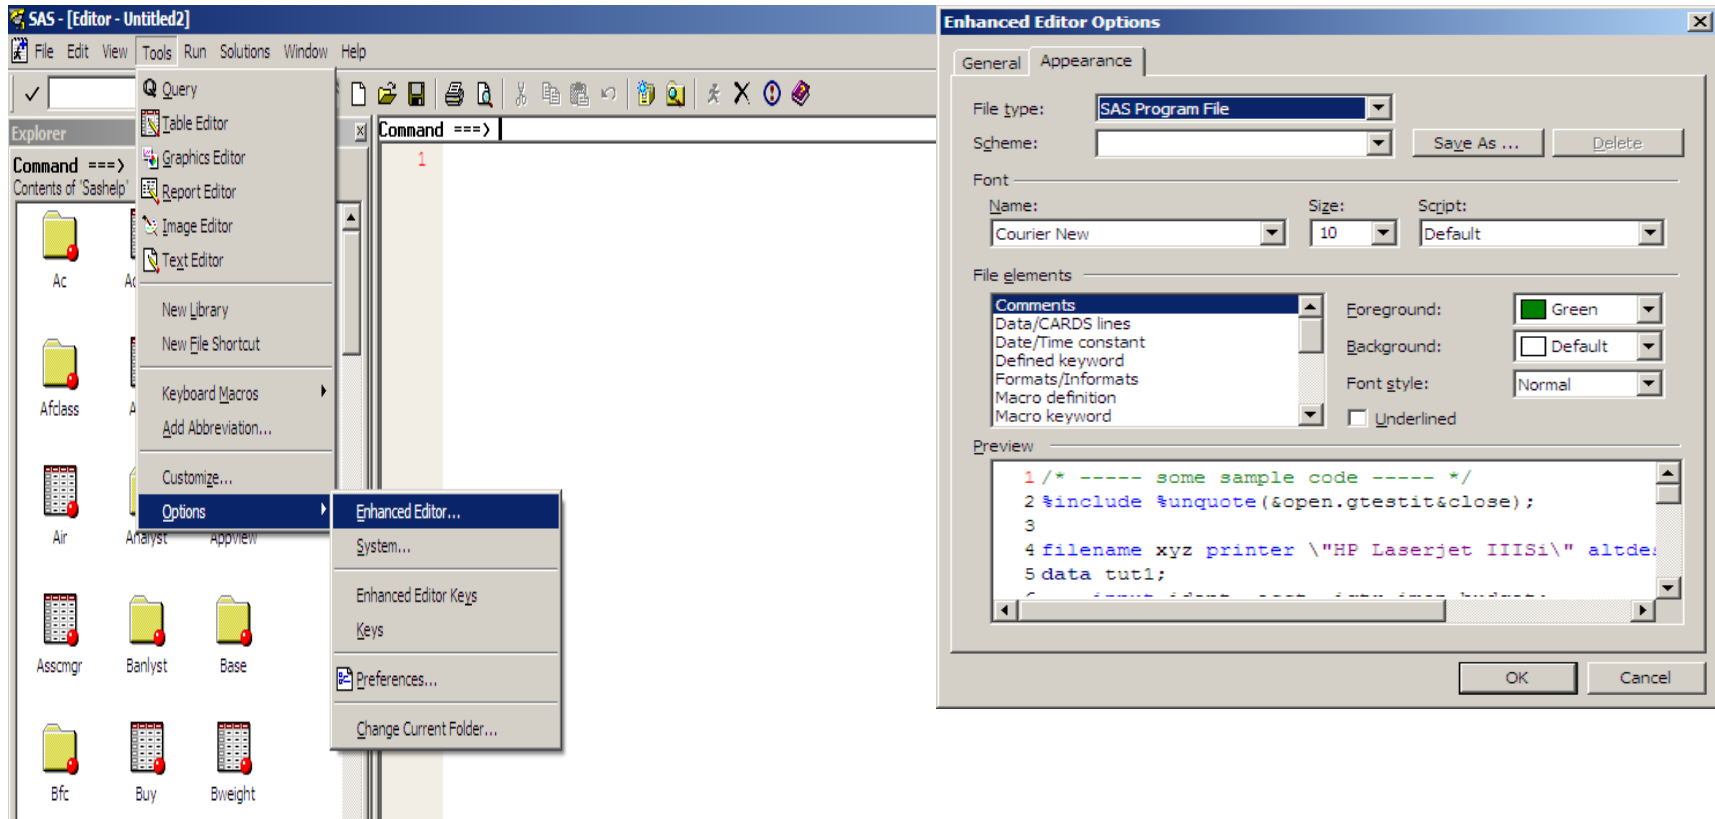 SAS - [Editor - Untitled2]
File Edit View Tools Run Solutions Window Help
Query
Table Editor
Graphics Editor
Report Editor
Image Editor
Text Editor
New Library
New File Shortcut
Keyboard Macros
Add Abbreviation...
Customize...
Options
Enhanced Editor...
System...
Enhanced Editor Keys
Keys
Preferences...
Change Current Folder...
Explorer
Command ===>
Contents of 'Sashelp'
Ac
Afclass
Air Analyst Appview
Asscmgr Banlyst Base
Bfc Buy Bweight
Command ===>
1
Enhanced Editor Options
General Appearance
File type: SAS Program File
Scheme: Save As ... Delete
Font
Name: Size: Script:
Courier New 10 Default
File elements
Comments
Data/CARDS lines
Date/Time constant
Defined keyword
Formats/Informats
Macro definition
Macro keyword
Foreground: Green
Background: Default
Font style: Normal
Underlined
Preview
1 /* ----- some sample code ----- */
2 %include %unquote(&open.gtestit&close);
3
4 filename xyz printer \"HP Laserjet IIISi\" altdes
5 data tut1;
OK Cancel